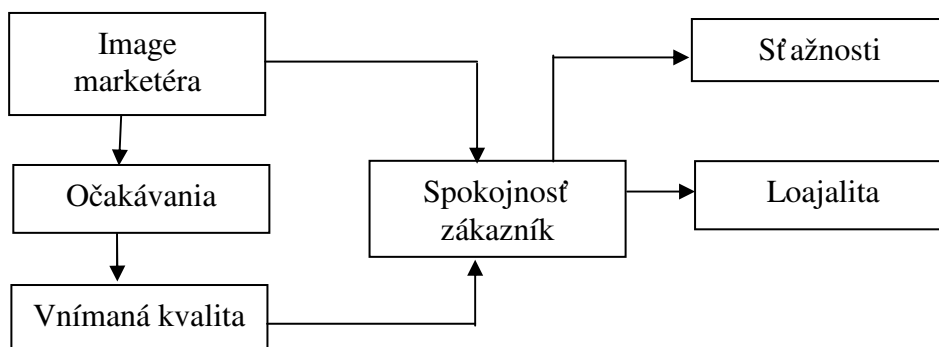 Image
marketéra
Očakávania
Vnímaná kvalita
Spokojnosť
zákazník
Sťažnosti
Loajalita